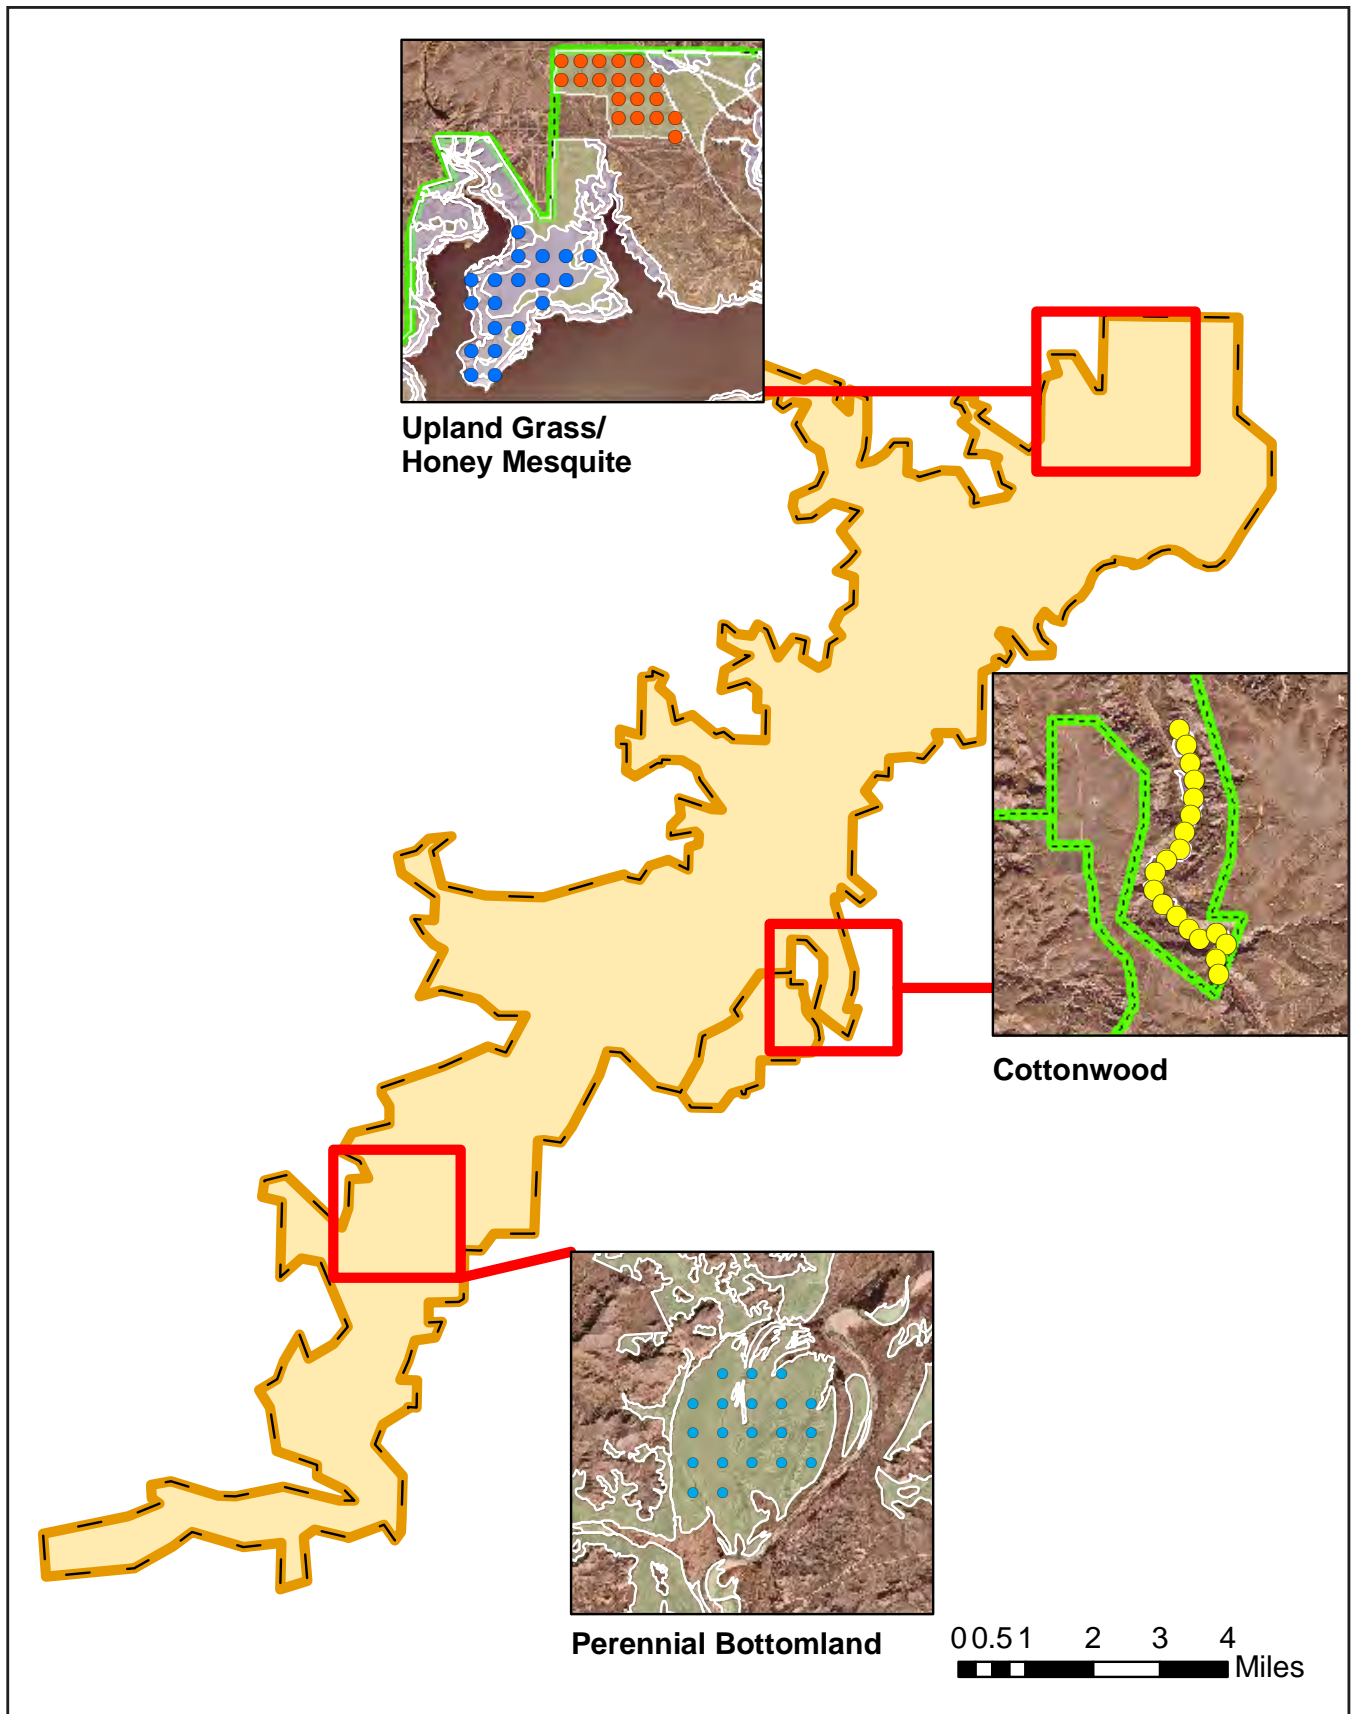 Upland Grass/
Honey Mesquite
Cottonwood
Perennial Bottomland
0 0.5 1 2 3 4
Miles